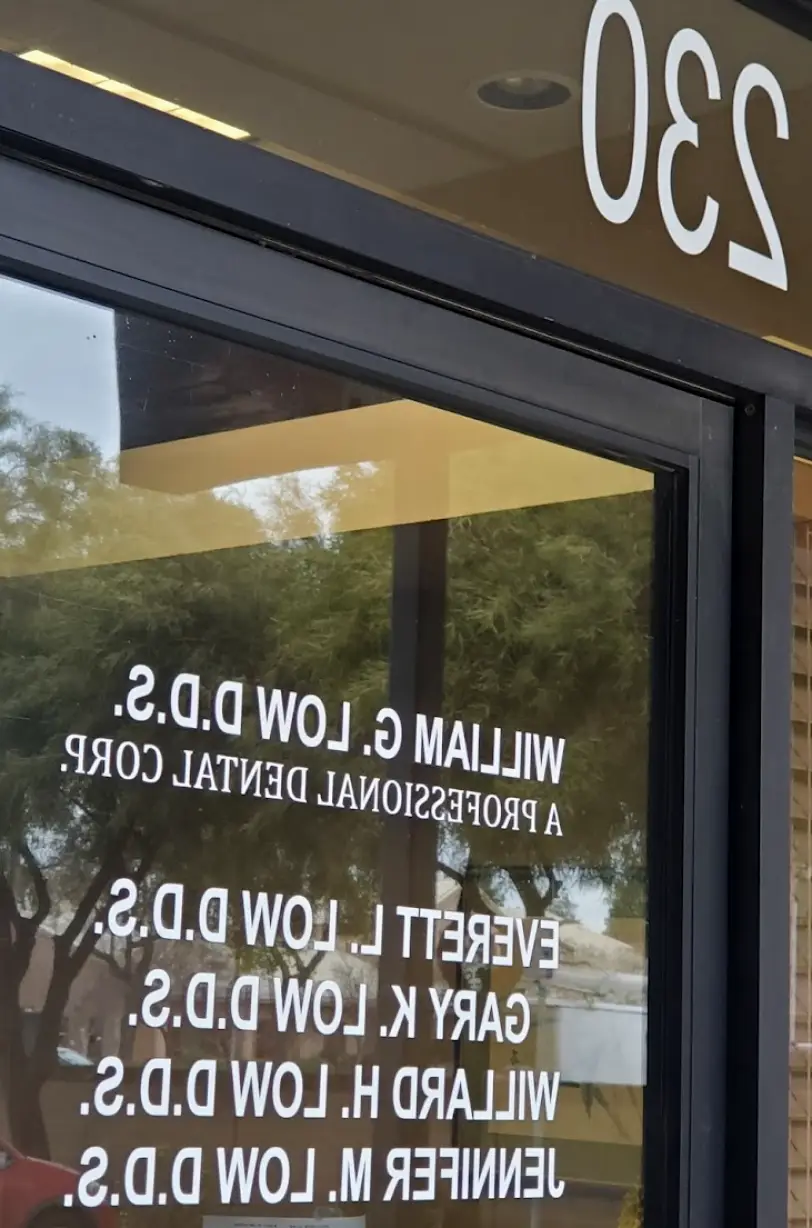 230
WILLIAM G. LOW D.D.S.
A PROFESSIONAL DENTAL CORP.
EVERETT L. LOW D.D.S.
GARY K. LOW D.D.S.
WILLARD H. LOW D.D.S.
JENNIFER M. LOW D.D.S.